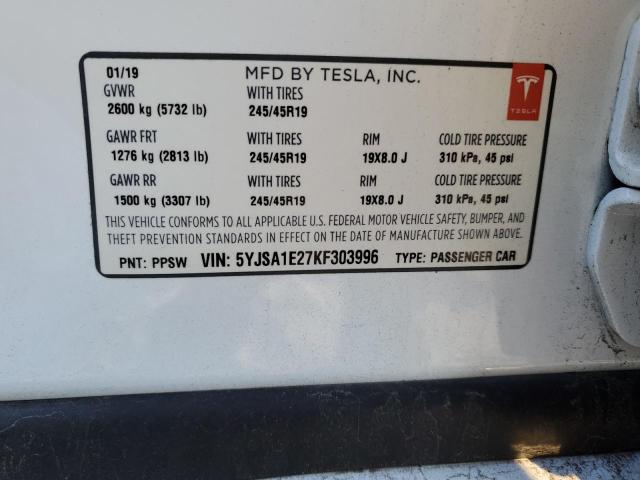 01/19 MFD BY TESLA, INC.
GVWR WITH TIRES
2600 kg (5732 lb) 245/45R19
TESLA
GAWR FRT WITH TIRES RIM COLD TIRE PRESSURE
1276 kg (2813 lb) 245/45R19 19X8.0 J 310 kPa, 45 psi
GAWR RR WITH TIRES RIM COLD TIRE PRESSURE
1500 kg (3307 lb) 245/45R19 19X8.0 J 310 kPa, 45 psi
THIS VEHICLE CONFORMS TO ALL APPLICABLE U.S. FEDERAL MOTOR VEHICLE SAFETY, BUMPER, AND
THEFT PREVENTION STANDARDS IN EFFECT ON THE DATE OF MANUFACTURE SHOWN ABOVE.
PNT: PPSW VIN: 5YJSA1E27KF303996 TYPE: PASSENGER CAR